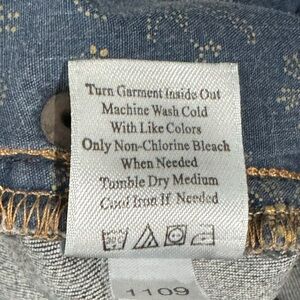 Turn Garment Inside Out
Machine Wash Cold
With Like Colors
Only Non-Chlorine Bleach
When Needed
Tumble Dry Medium
Cool Iron If Needed
1109